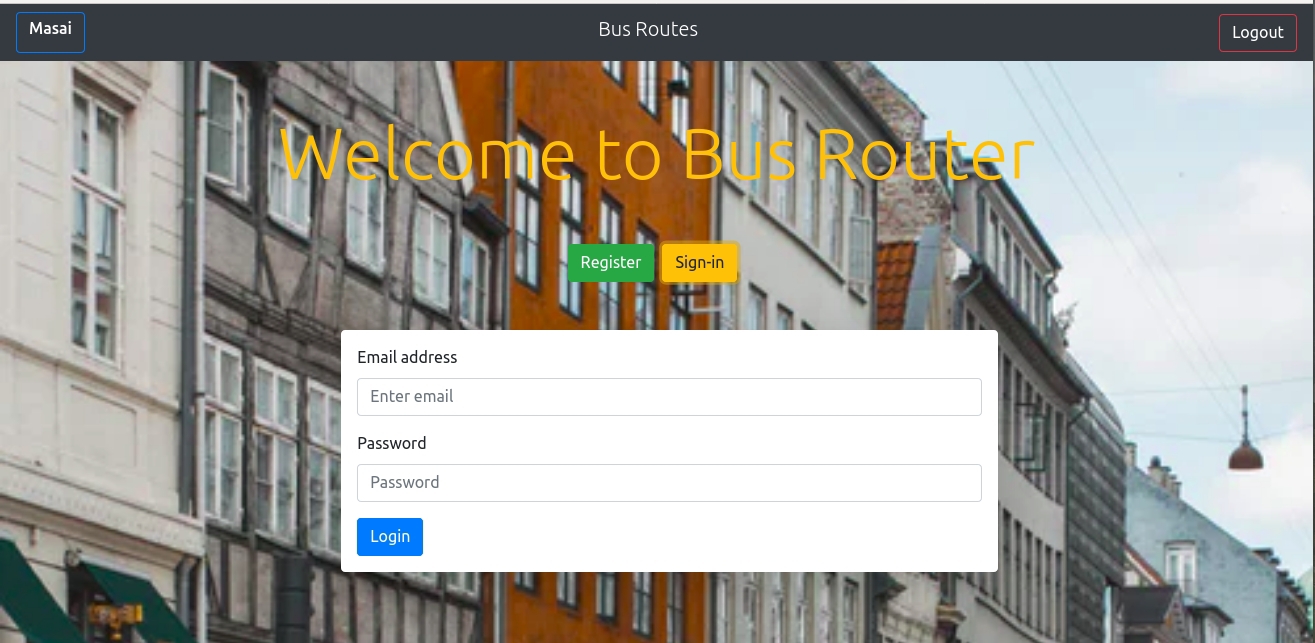 Masai
Bus Routes
Logout
Welcome to Bus Router
Register
Sign-in
Email address
Enter email
Password
Password
Login